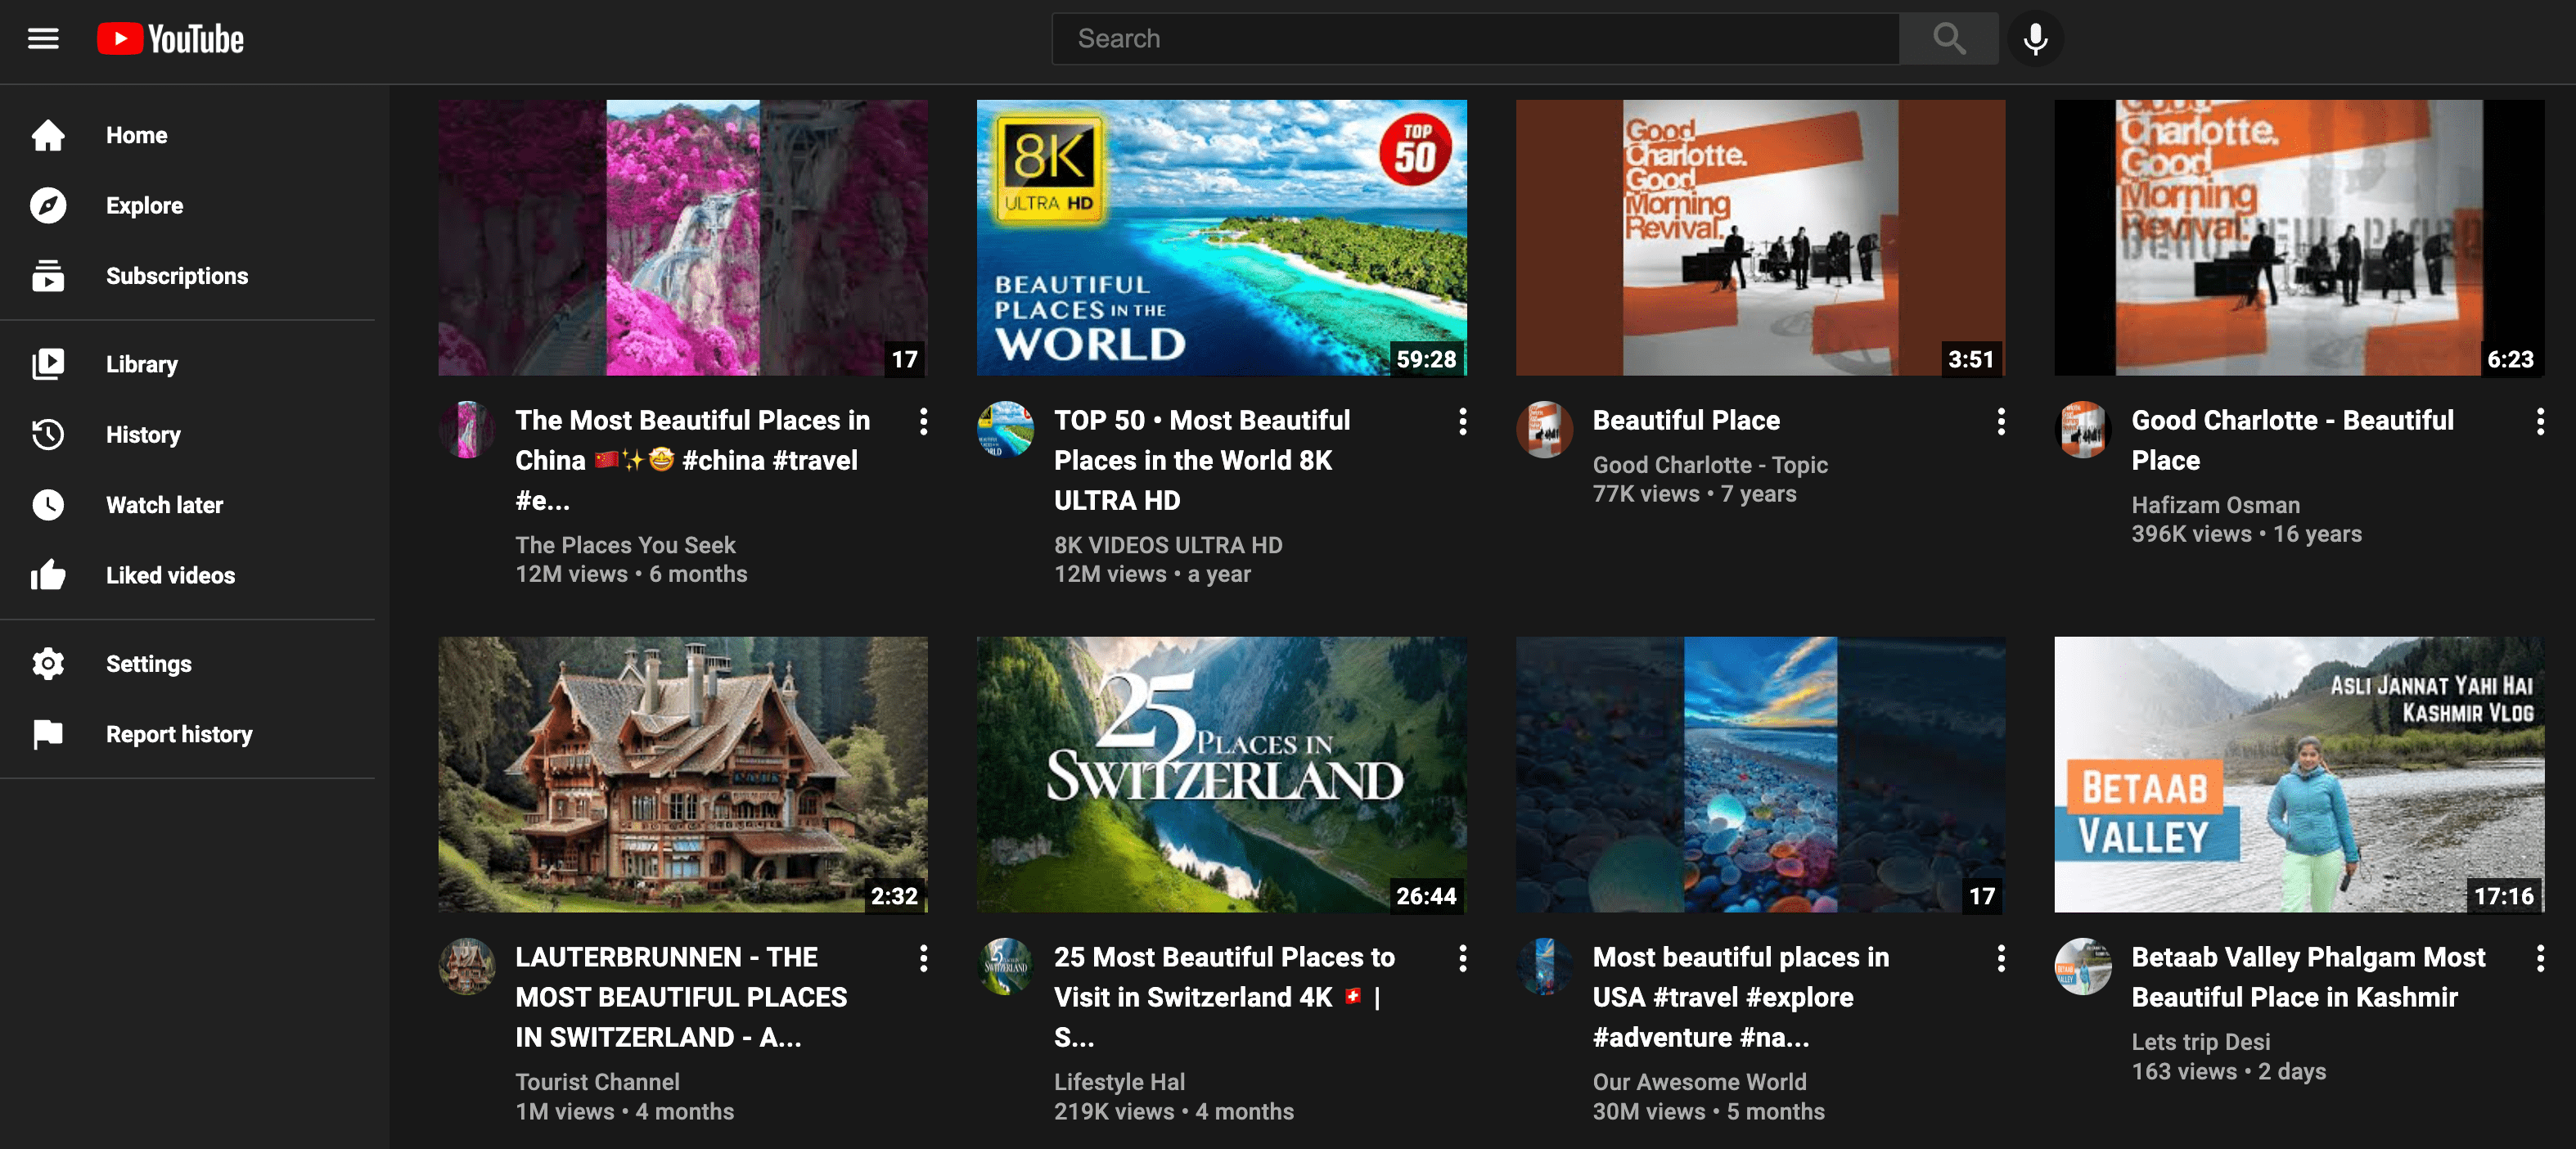 YouTube
Search
Home
Explore
Subscriptions
Library
History
Watch later
Liked videos
Settings
Report history
17
The Most Beautiful Places in
China 🇨🇳✨🤩 #china #travel
#e...
The Places You Seek
12M views • 6 months
8K
ULTRA HD
TOP
50
BEAUTIFUL
PLACES IN THE
WORLD
59:28
TOP 50 • Most Beautiful
Places in the World 8K
ULTRA HD
8K VIDEOS ULTRA HD
12M views • a year
Good
Charlotte.
Good
Morning
Revival.
3:51
Beautiful Place
Good Charlotte - Topic
77K views • 7 years
Good
Charlotte.
Good
Morning
Revival.
BEAUTIFUL PLACE
6:23
Good Charlotte - Beautiful
Place
Hafizam Osman
396K views • 16 years
2:32
LAUTERBRUNNEN - THE
MOST BEAUTIFUL PLACES
IN SWITZERLAND - A...
Tourist Channel
1M views • 4 months
25 PLACES IN
SWITZERLAND
26:44
25 Most Beautiful Places to
Visit in Switzerland 4K 🇨🇭 |
S...
Lifestyle Hal
219K views • 4 months
17
Most beautiful places in
USA #travel #explore
#adventure #na...
Our Awesome World
30M views • 5 months
ASLI JANNAT YAHI HAI
KASHMIR VLOG
BETAAB
VALLEY
17:16
Betaab Valley Phalgam Most
Beautiful Place in Kashmir
Lets trip Desi
163 views • 2 days